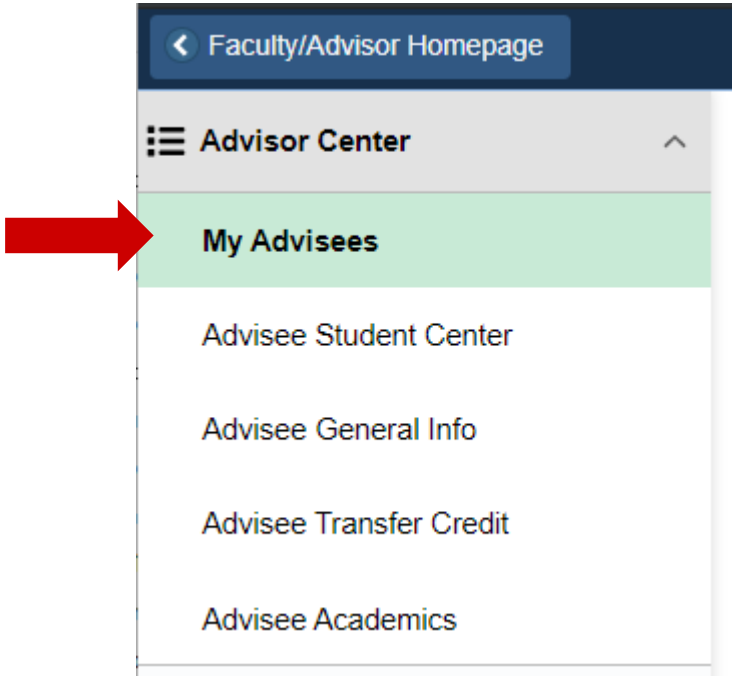 Faculty/Advisor Homepage
Advisor Center
My Advisees
Advisee Student Center
Advisee General Info
Advisee Transfer Credit
Advisee Academics